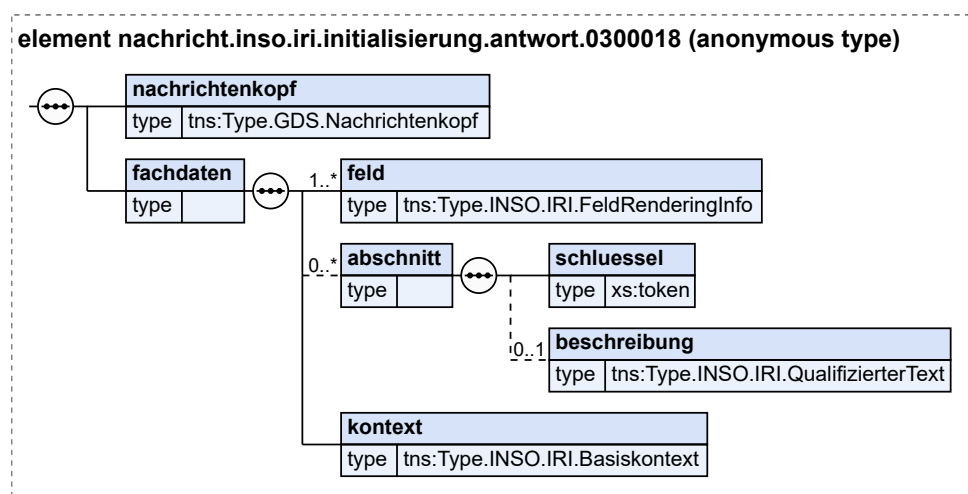 element nachricht.inso.iri.initialisierung.antwort.0300018 (anonymous type)
nachrichtenkopf
type tns:Type.GDS.Nachrichtenkopf
fachdaten
type
1..*
feld
type tns:Type.INSO.IRI.FeldRenderingInfo
0..*
abschnitt
type
schluessel
type xs:token
0..1
beschreibung
type tns:Type.INSO.IRI.QualifizierterText
kontext
type tns:Type.INSO.IRI.Basiskontext